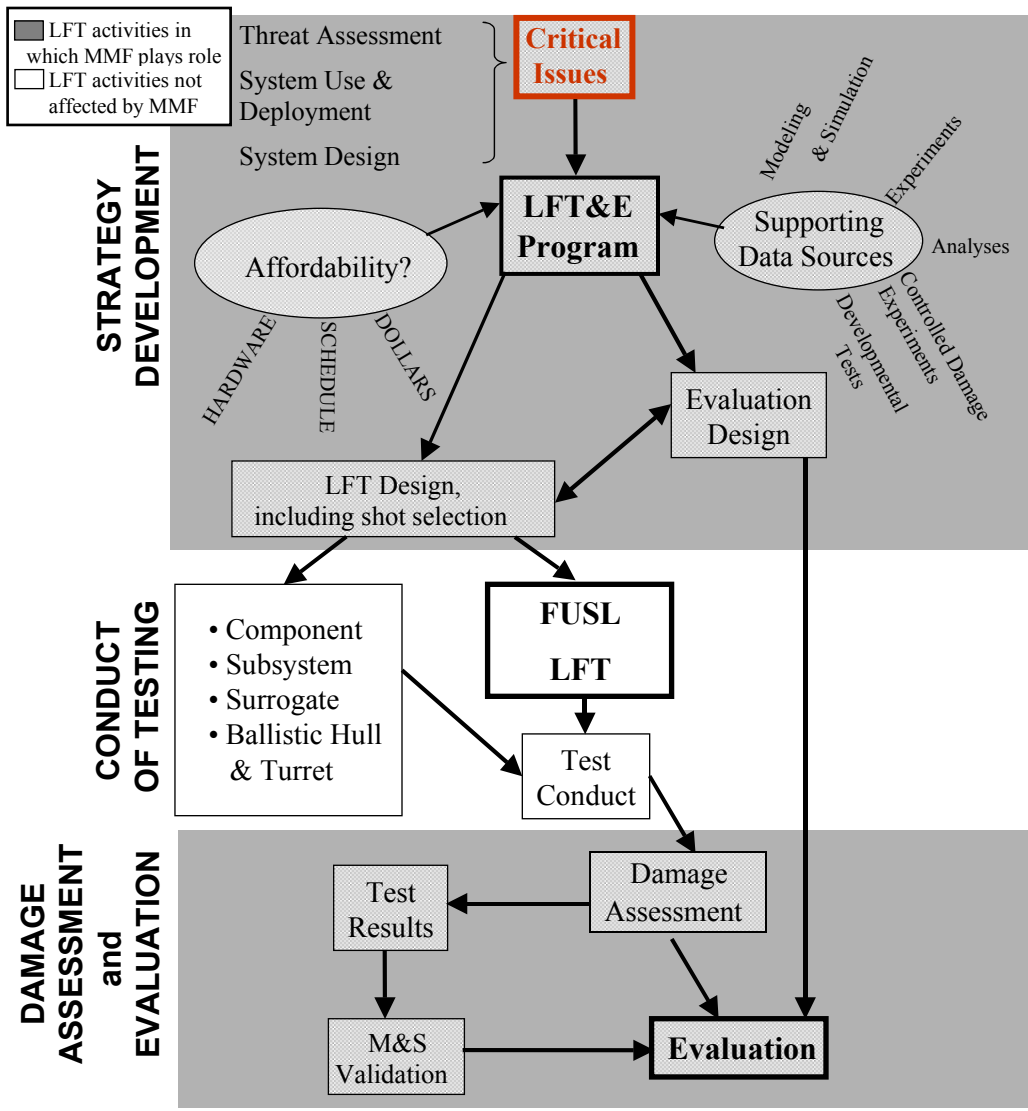 LFT activities in
which MMF plays role
LFT activities not
affected by MMF
Threat Assessment
System Use &
Deployment
System Design
Critical
Issues
STRATEGY
DEVELOPMENT
LFT&E
Program
Affordability?
HARDWARE
SCHEDULE
DOLLARS
Supporting
Data Sources
Modeling
& Simulation
Experiments
Analyses
Controlled Damage
Experiments
Developmental
Tests
Evaluation
Design
LFT Design,
including shot selection
CONDUCT
OF TESTING
• Component
• Subsystem
• Surrogate
• Ballistic Hull
& Turret
FUSL
LFT
Test
Conduct
DAMAGE
ASSESSMENT
and
EVALUATION
Test
Results
Damage
Assessment
M&S
Validation
Evaluation